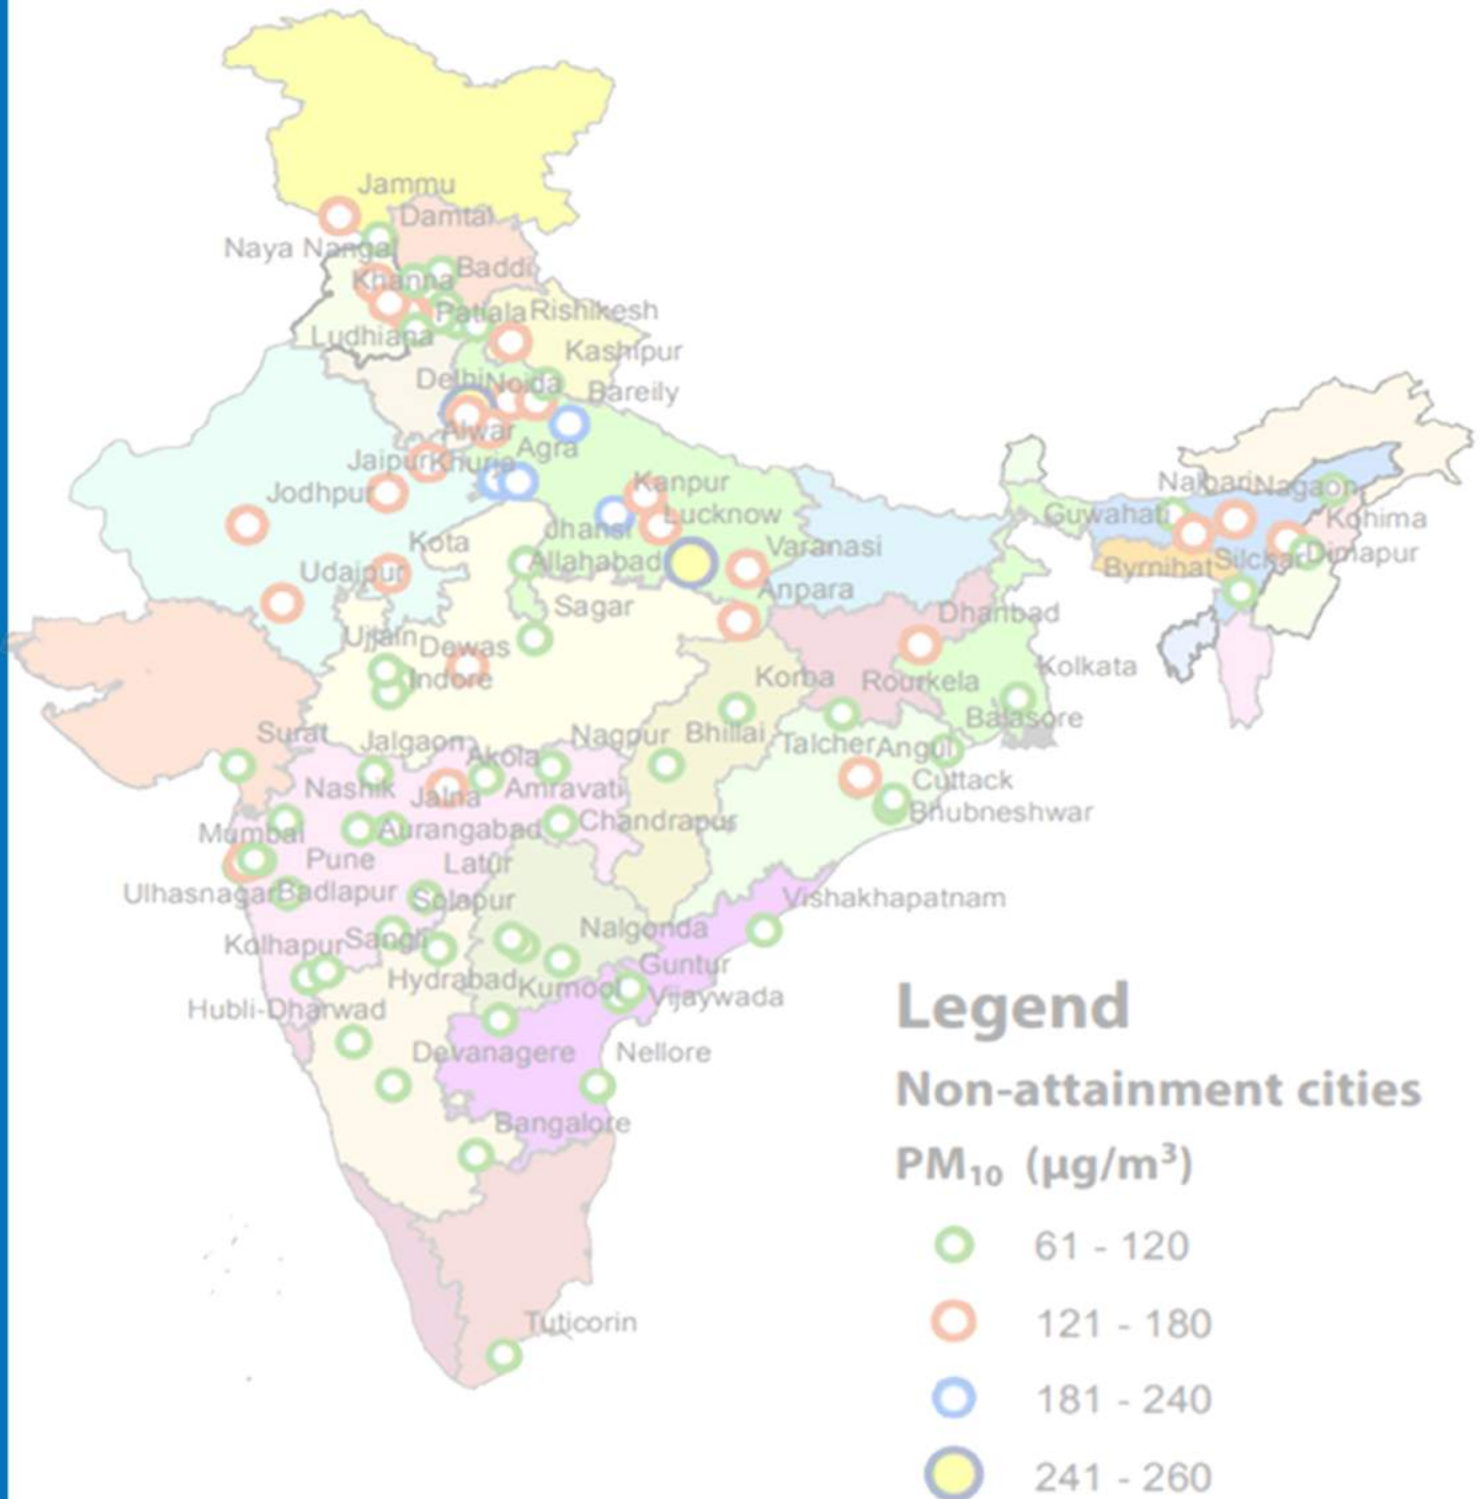 Jammu
Damtal
Naya Nangal
Baddi
Khanna
Patiala Rishikesh
Ludhiana
Kashipur
Delhi Noida
Bareily
Alwar
Agra
Jaipur Khurja
Jodhpur
Kanpur
Nalbari Nagaon
Lucknow
Guwahati
Kohima
Jhansi
Kota
Varanasi
Dimapur
Allahabad
Silchar
Byrnihat
Udaipur
Anpara
Sagar
Dhanbad
Ujjain
Dewas
Kolkata
Indore
Korba
Rourkela
Balasore
Surat
Jalgaon
Nagpur
Bhillai
Talcher Angul
Akola
Cuttack
Nashik
Jalna
Amravati
Bhubneshwar
Mumbai
Aurangabad
Chandrapur
Pune
Latur
Ulhasnagar Badlapur
Solapur
Vishakhapatnam
Kolhapur Sangli
Nalgonda
Guntur
Hydrabad
Kurnool
Vijaywada
Hubli-Dharwad
Devanagere
Nellore
Bangalore
Tuticorin
Legend
Non-attainment cities
PM₁₀ (µg/m³)
61 - 120
121 - 180
181 - 240
241 - 260